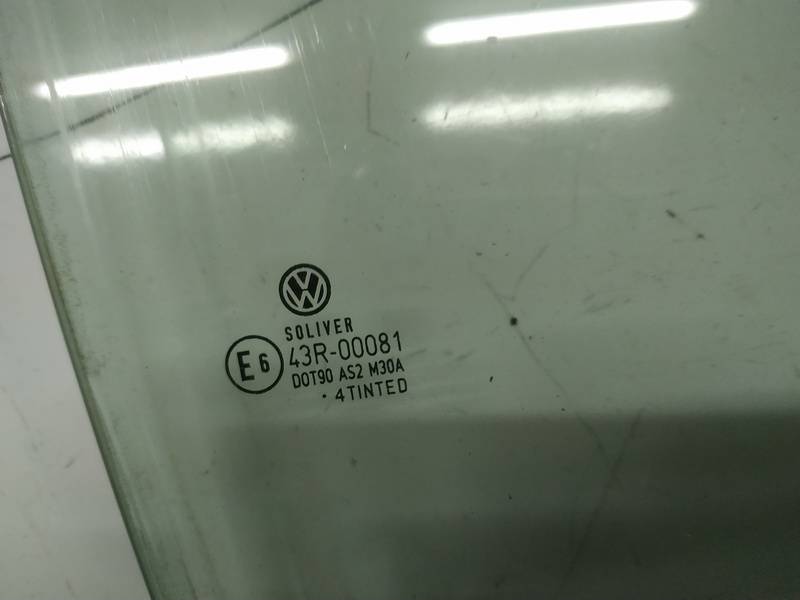 SOLIVER
E6
43R-00081
DOT90 AS2 M30A
· 4TINTED